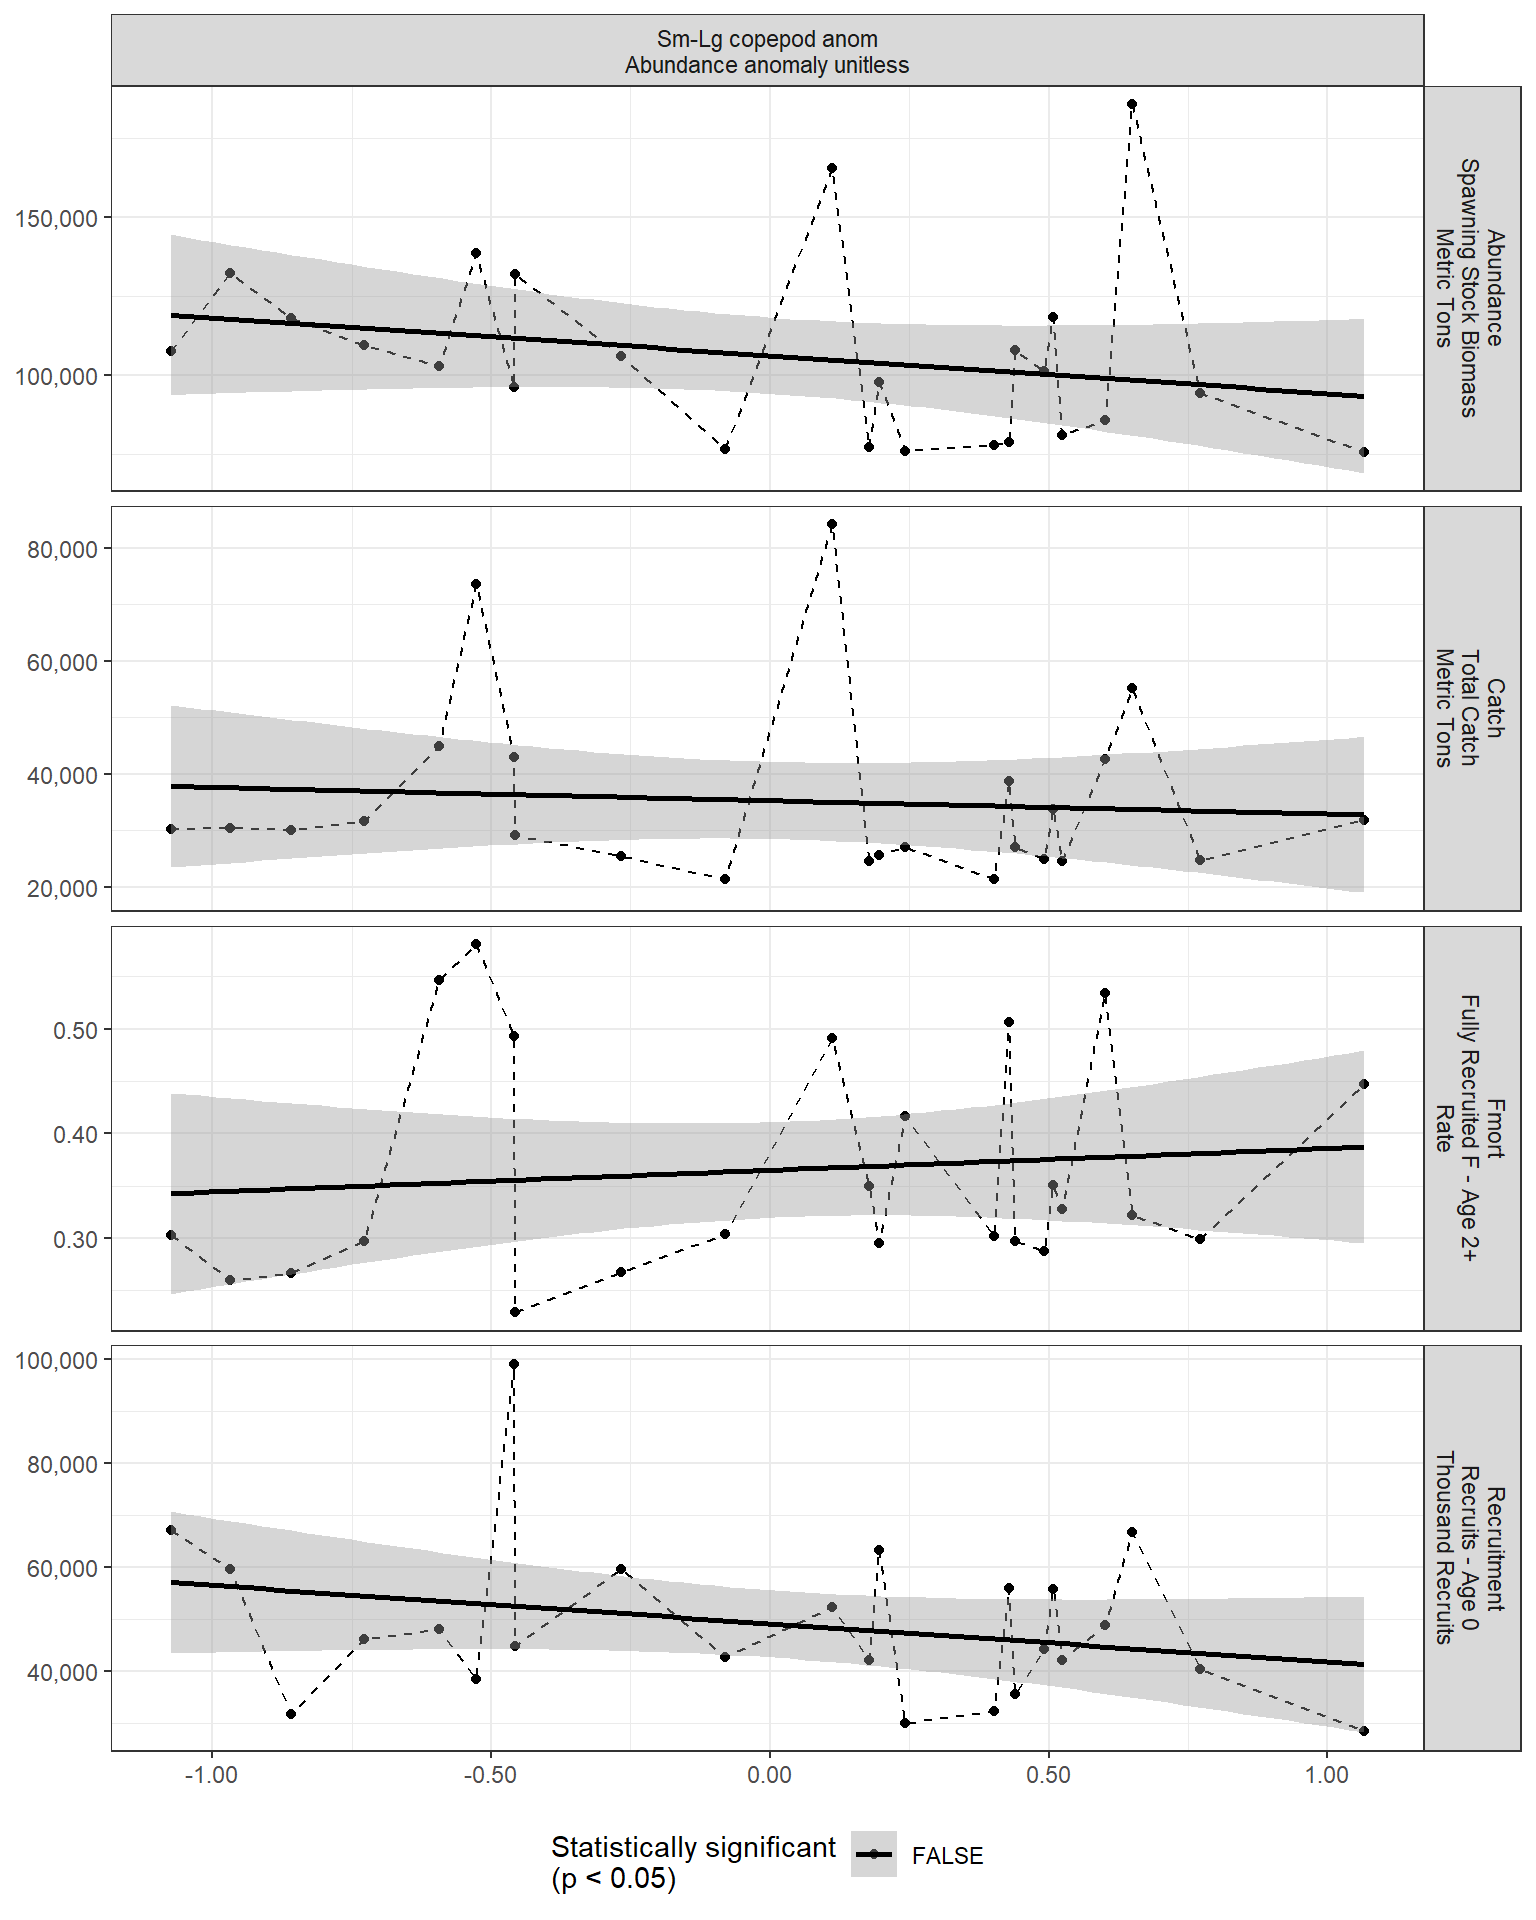 Sm-Lg copepod anom
Abundance anomaly unitless
150,000
100,000
Abundance
Spawning Stock Biomass
Metric Tons
80,000
60,000
40,000
20,000
Catch
Total Catch
Metric Tons
0.50
0.40
0.30
Fmort
Fully Recruited F - Age 2+
Rate
100,000
80,000
60,000
40,000
Recruitment
Recruits - Age 0
Thousand Recruits
-1.00
-0.50
0.00
0.50
1.00
Statistically significant
(p < 0.05)
FALSE